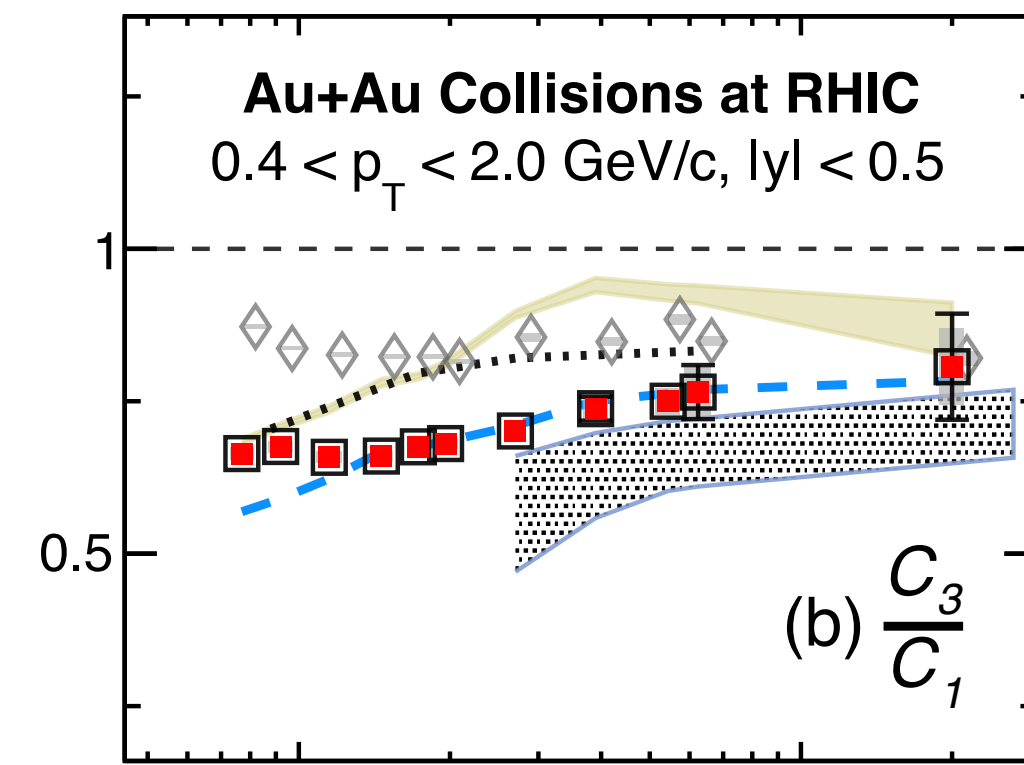 Au+Au Collisions at RHIC
0.4 < p_T < 2.0 GeV/c, |y| < 0.5
1
0.5
(b) C_3
C_1